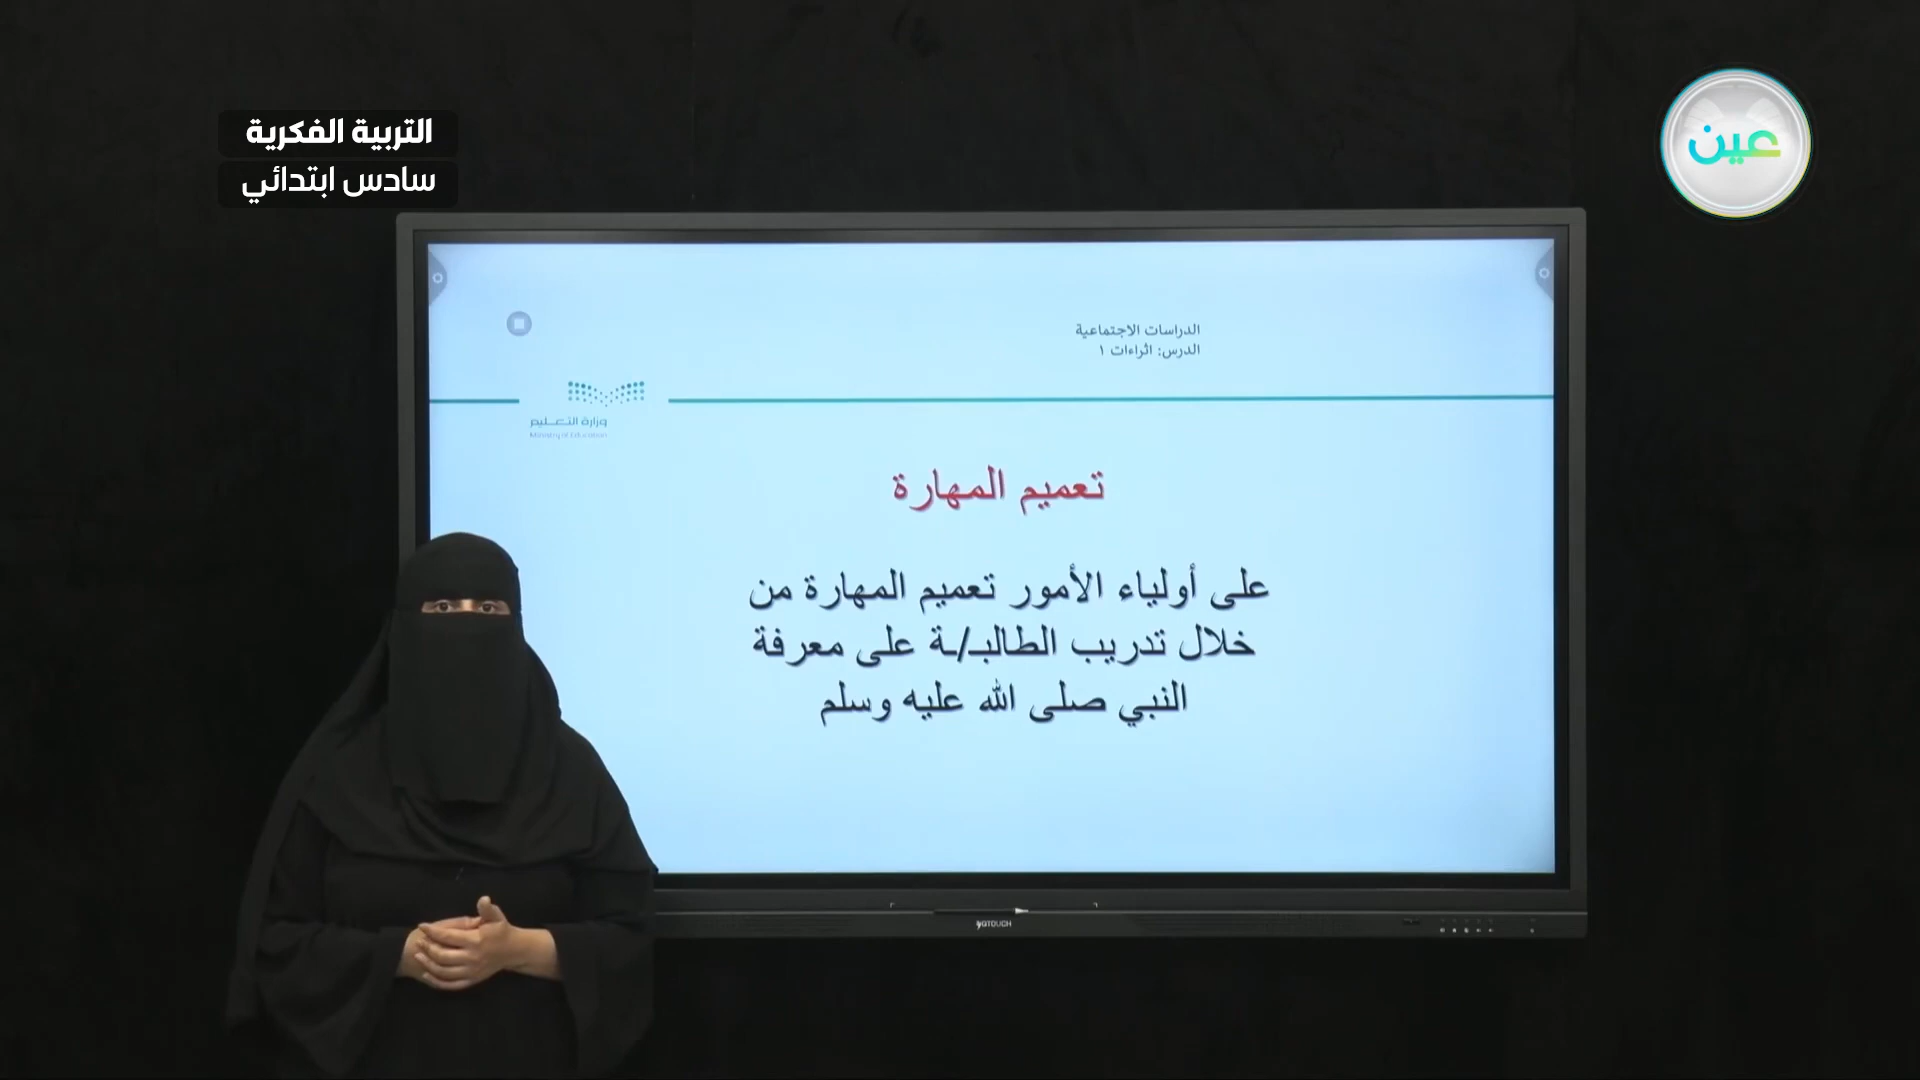 التربية الفكرية
سادس ابتدائي
عين
الدراسات الاجتماعية
الدرس: اثراءات ١
وزارة التعـــليم
Ministry of Education
تعميم المهارة
على أولياء الأمور تعميم المهارة من
خلال تدريب الطالبـ/ـة على معرفة
النبي صلى الله عليه وسلم